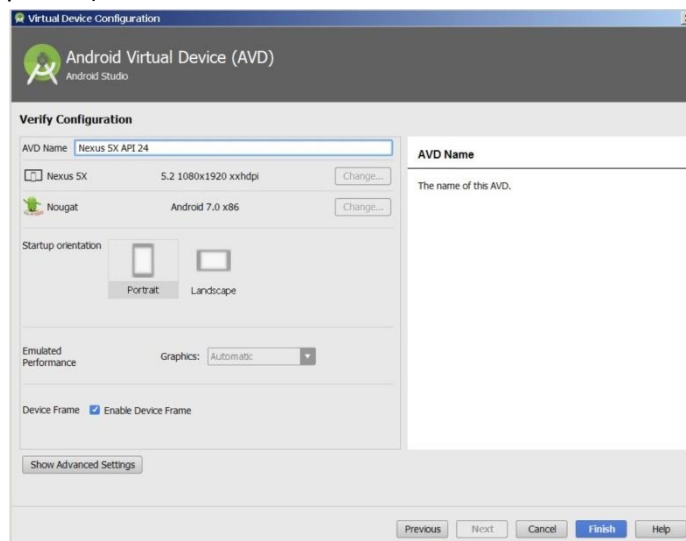 Virtual Device Configuration
Android Virtual Device (AVD)
Android Studio
Verify Configuration
AVD Name Nexus 5X API 24
Nexus 5X 5.2 1080x1920 xxhdpi Change...
Nougat Android 7.0 x86 Change...
Startup orientation
Portrait Landscape
Emulated
Performance Graphics: Automatic
Device Frame Enable Device Frame
Show Advanced Settings
AVD Name
The name of this AVD.
Previous Next Cancel Finish Help